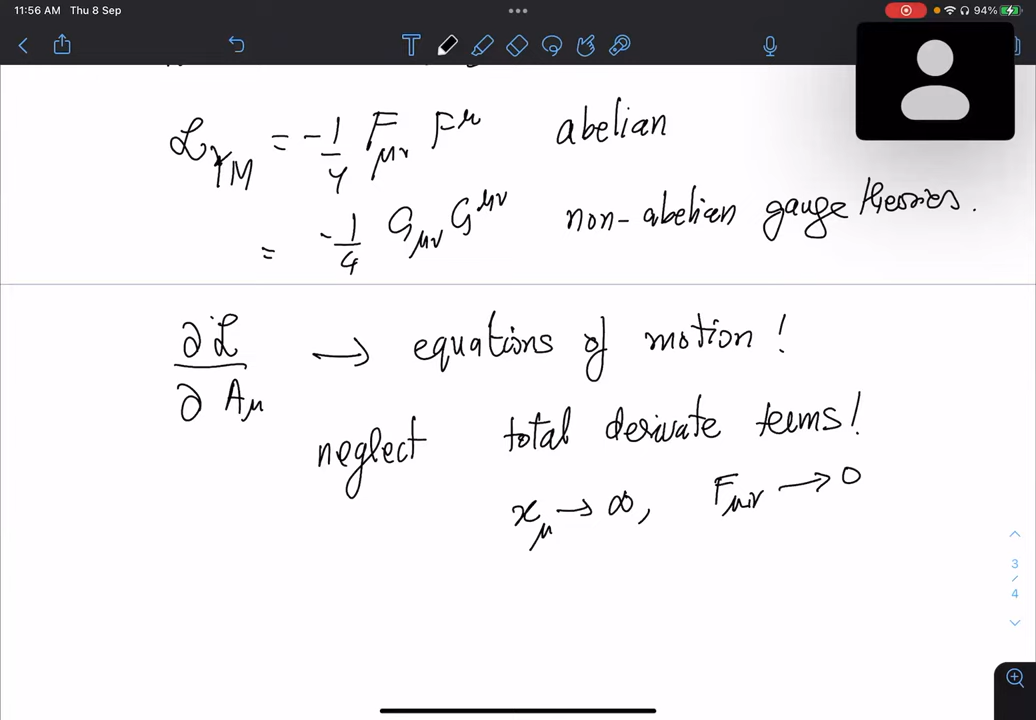 11:56 AM Thu 8 Sep
94%
ℒ_YM = -1/4 F_μν F^μ abelian
= -1/4 G_μν G^μν non-abelian gauge theories.
∂ℒ/∂A_μ → equations of motion!
neglect total derivate terms!
x_μ → ∞, F_μν → 0
3
/
4